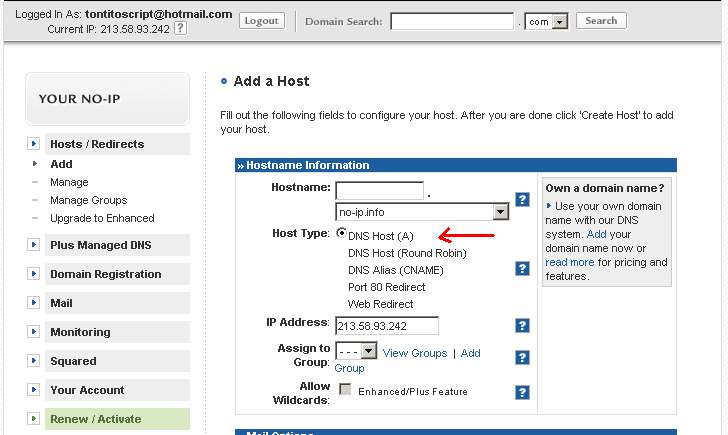 Logged In As: tontitoscript@hotmail.com
Current IP: 213.58.93.242 ?
Logout
Domain Search: . com Search
YOUR NO-IP
Hosts / Redirects
Add
Manage
Manage Groups
Upgrade to Enhanced
Plus Managed DNS
Domain Registration
Mail
Monitoring
Squared
Your Account
Renew / Activate
Add a Host
Fill out the following fields to configure your host. After you are done click 'Create Host' to add
your host.
» Hostname Information
Hostname: .
no-ip.info ?
Host Type: DNS Host (A)
DNS Host (Round Robin)
DNS Alias (CNAME) ?
Port 80 Redirect
Web Redirect
IP Address: 213.58.93.242 ?
Assign to
Group: - - - View Groups | Add
Group ?
Allow
Wildcards: Enhanced/Plus Feature ?
Own a domain name?
Use your own domain
name with our DNS
system. Add your
domain name now or
read more for pricing and
features.